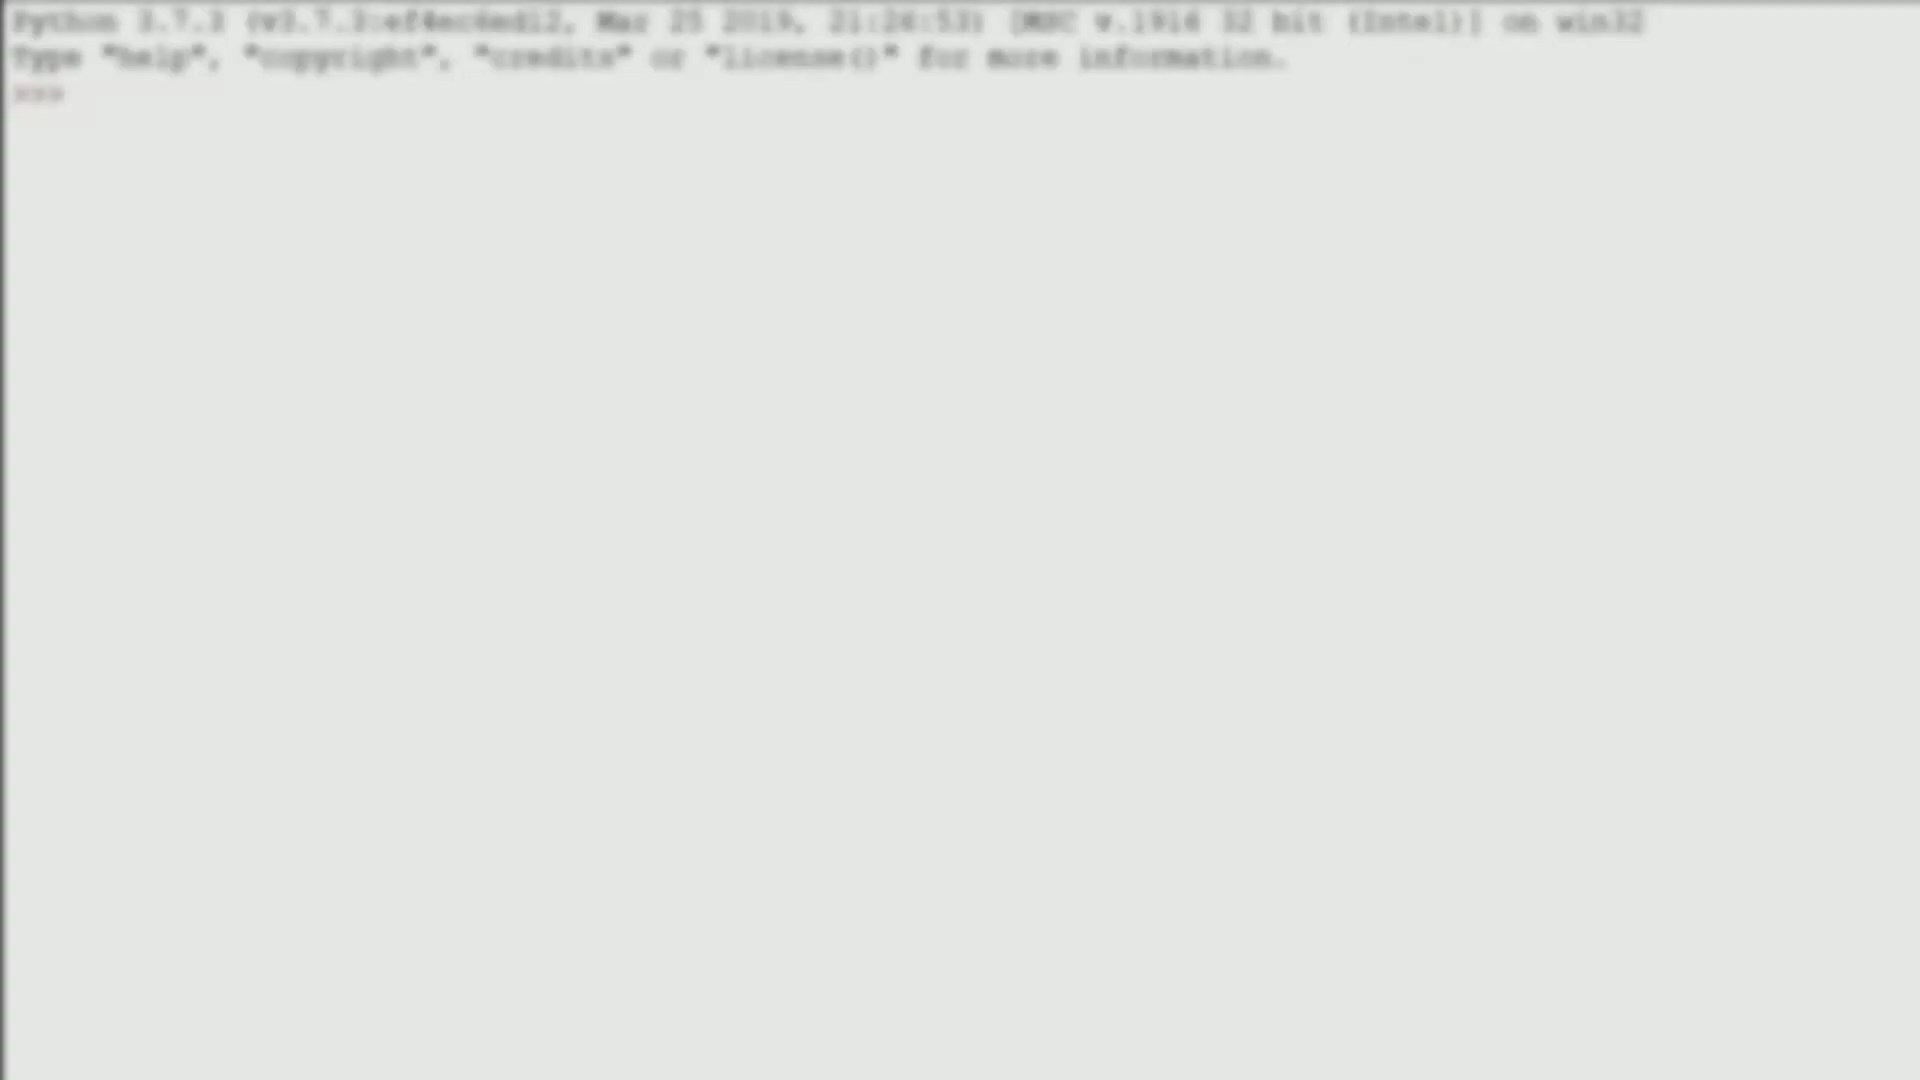 Python 3.7.3 (v3.7.3:ef4ec6ed12, Mar 25 2019, 21:26:53) [MSC v.1916 32 bit (Intel)] on win32
Type "help", "copyright", "credits" or "license()" for more information.
>>>